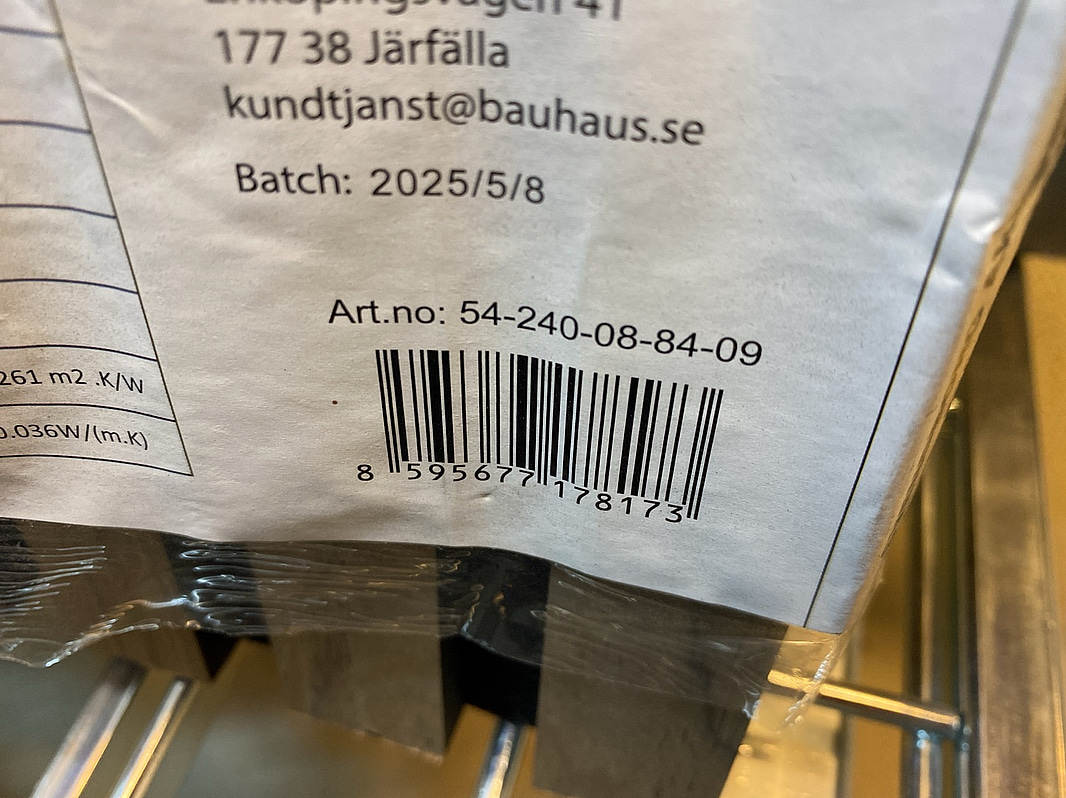 177 38 Järfälla
kundtjanst@bauhaus.se
Batch: 2025/5/8
Art.no: 54-240-08-84-09
261 m2 .K/W
0.036W/(m.K)
8 595677 178173